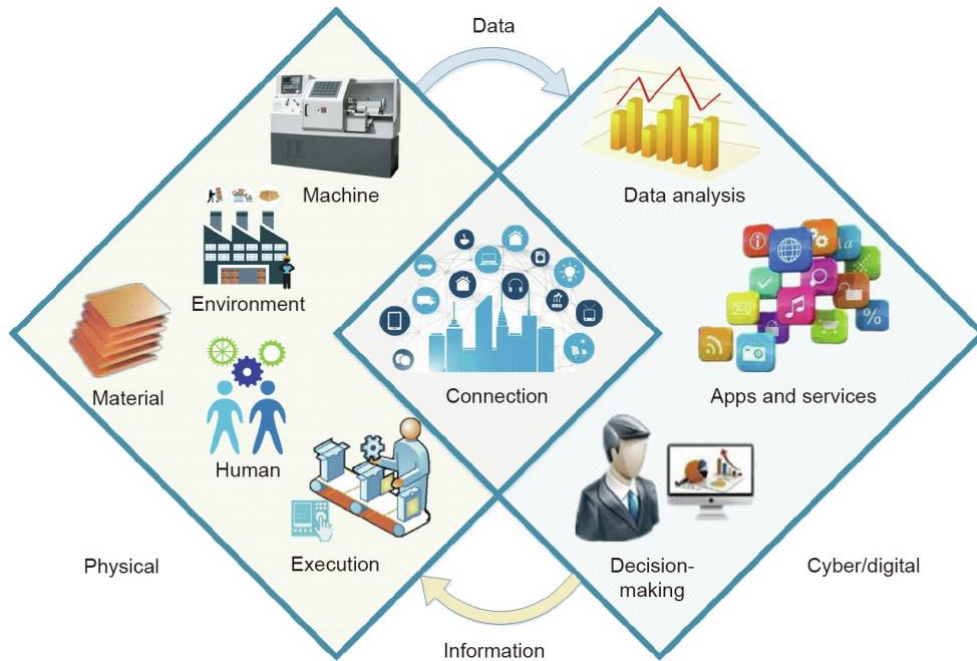 Data
Machine
Data analysis
Environment
Material
Connection
Apps and services
Human
Execution
Physical
Decision-
making
Cyber/digital
Information
%